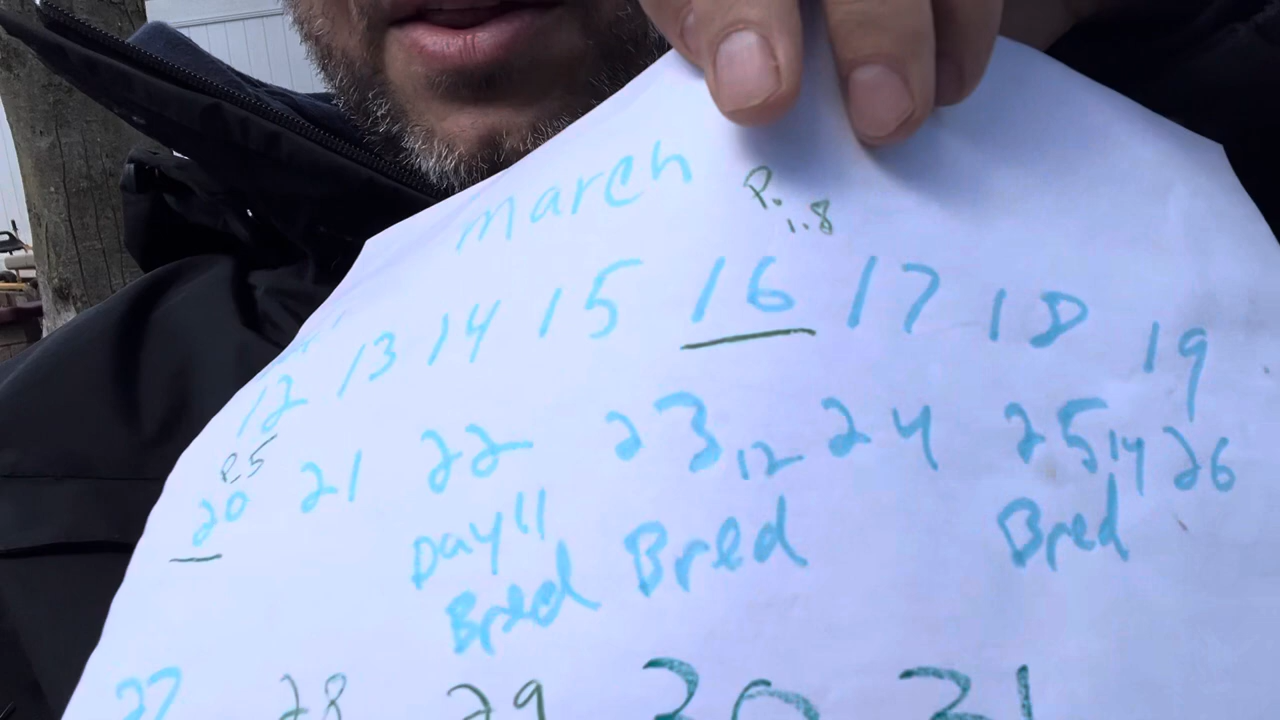 March
P. 1.8
12 13 14 15 16 17 18 19
P.5
20 21 22 23 12 24 25 14 26
Day 11 Bred Bred
Bred
27 28 29 30 31